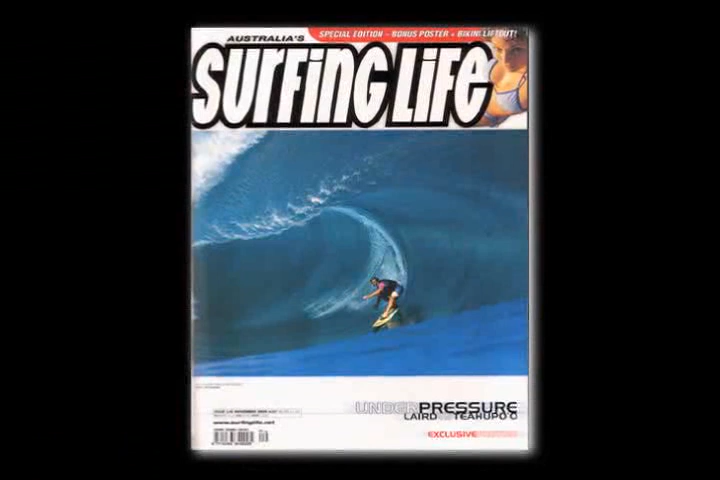 AUSTRALIA'S
SPECIAL EDITION - BONUS POSTER + BIKINI LIFTOUT!
SURFING LIFE
UNDERPRESSURE
LAIRD TEAHUPO'O
EXCLUSIVE
www.surfinglife.net